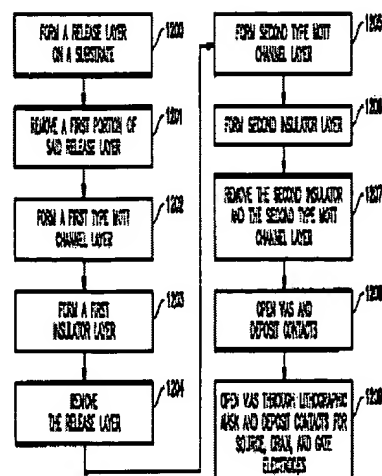 FORM A RELEASE LAYER
ON A SUBSTRATE
1200
REMOVE A FIRST PORTION OF
SAID RELEASE LAYER
1201
FORM A FIRST TYPE MOTT
CHANNEL LAYER
1202
FORM A FIRST
INSULATOR LAYER
1203
REMOVE
THE RELEASE LAYER
1204
FORM SECOND TYPE MOTT
CHANNEL LAYER
1205
FORM SECOND INSULATOR LAYER
1206
REMOVE THE SECOND INSULATOR
AND THE SECOND TYPE MOTT
CHANNEL LAYER
1207
OPEN VIAS AND
DEPOSIT CONTACTS
1208
OPEN VIAS THROUGH LITHOGRAPHIC
MASK AND DEPOSIT CONTACTS FOR
SOURCE, DRAIN, AND GATE
ELECTRODES
1209